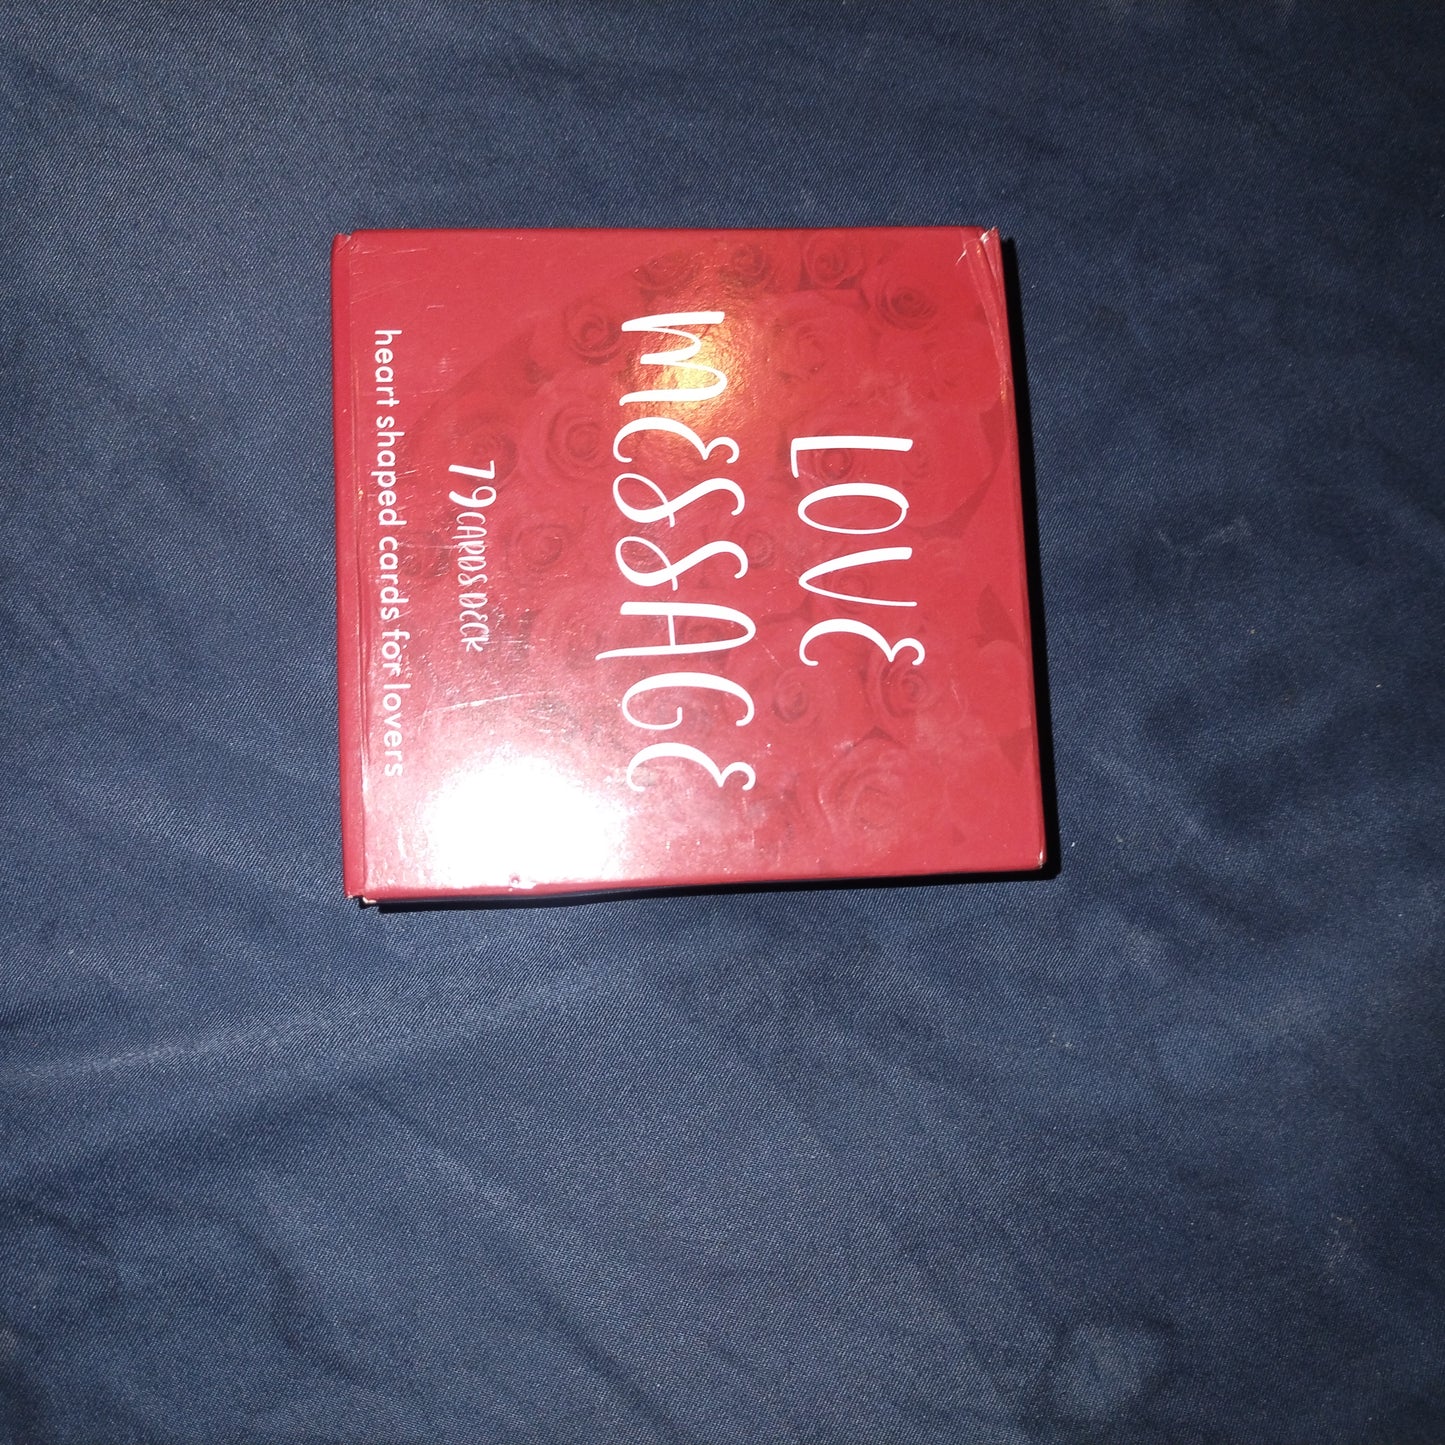 LOVE
MESSAGE
79 CARDS DECK
heart shaped cards for lovers